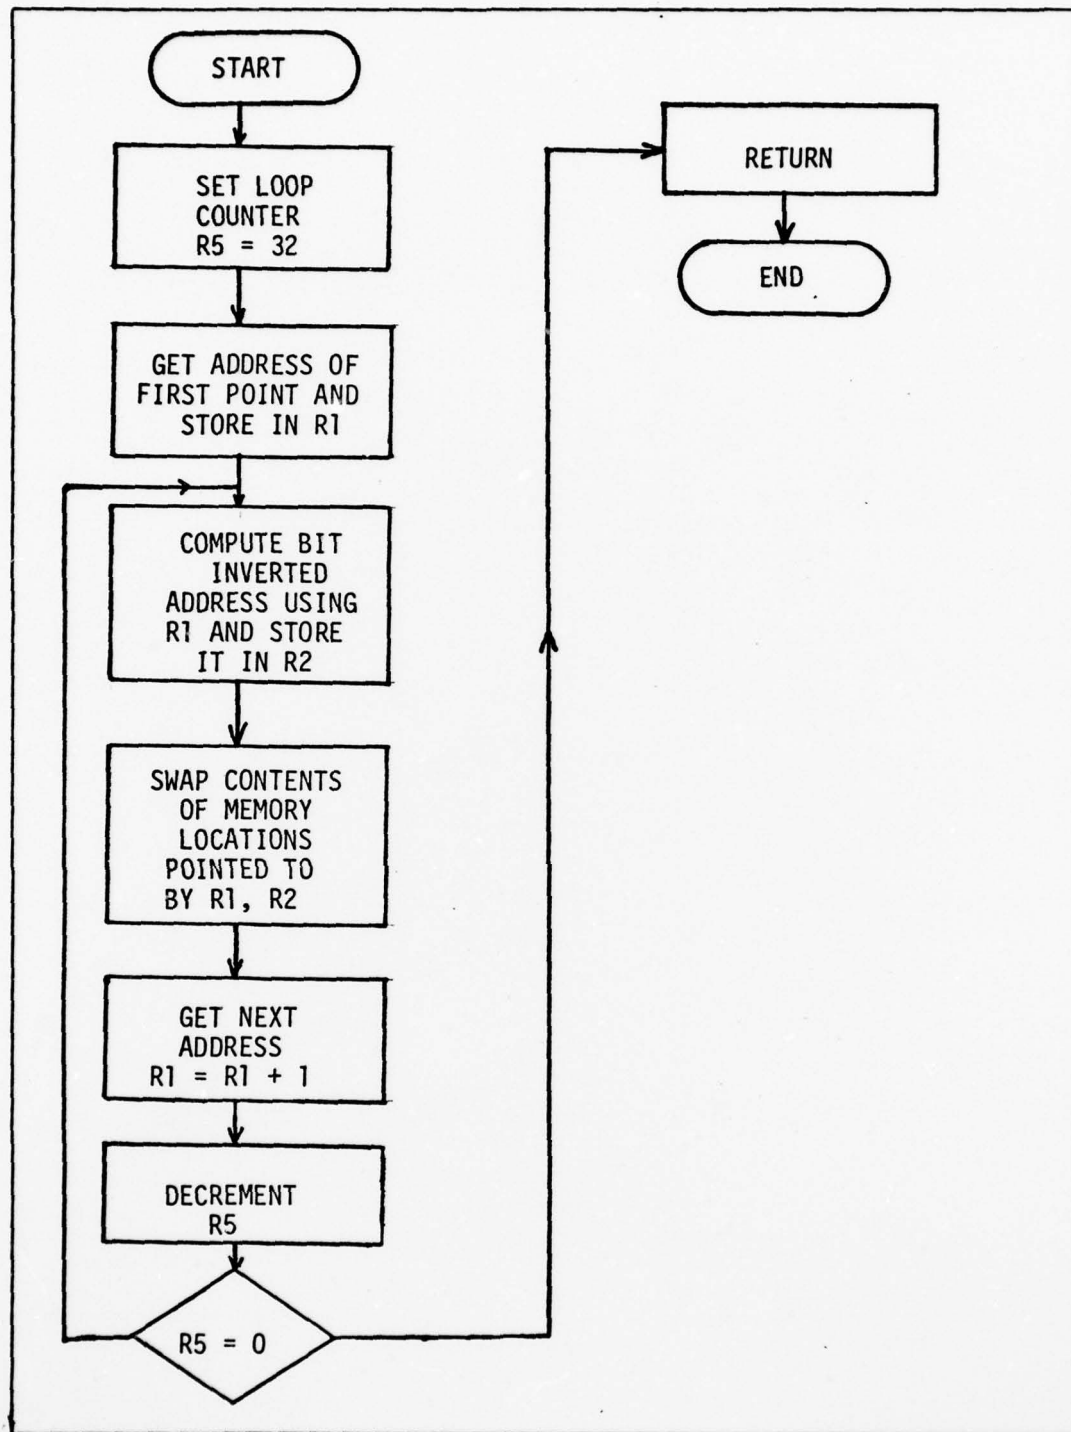 START
SET LOOP
COUNTER
R5 = 32
GET ADDRESS OF
FIRST POINT AND
STORE IN R1
COMPUTE BIT
INVERTED
ADDRESS USING
R1 AND STORE
IT IN R2
SWAP CONTENTS
OF MEMORY
LOCATIONS
POINTED TO
BY R1, R2
GET NEXT
ADDRESS
R1 = R1 + 1
DECREMENT
R5
R5 = 0
RETURN
END